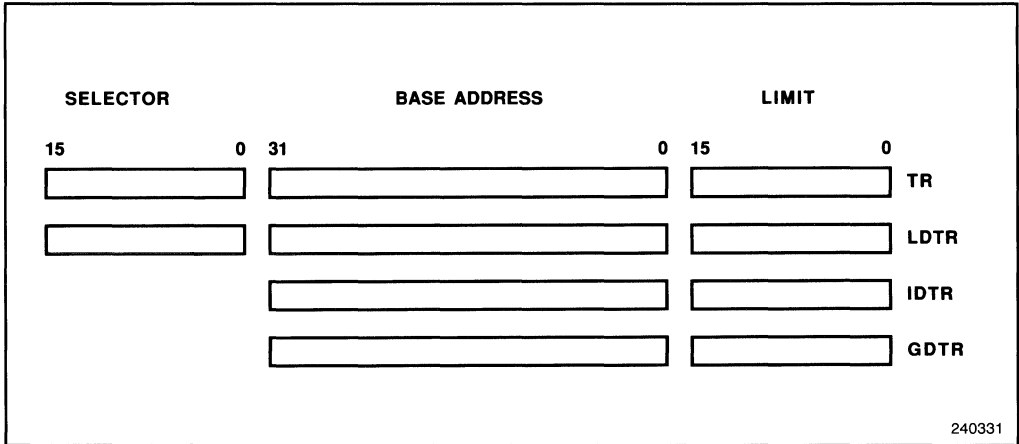 SELECTOR BASE ADDRESS LIMIT
15 0 31 0 15 0
TR
LDTR
IDTR
GDTR
240331